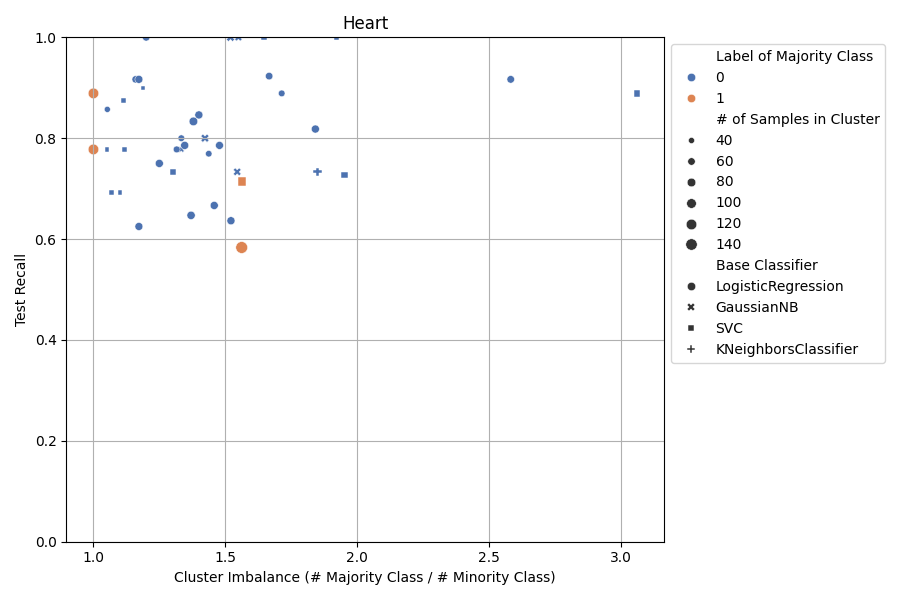 Heart
1.0
0.8
0.6
0.4
0.2
0.0
Test Recall
1.0
1.5
2.0
2.5
3.0
Cluster Imbalance (# Majority Class / # Minority Class)
Label of Majority Class
0
1
# of Samples in Cluster
40
60
80
100
120
140
Base Classifier
LogisticRegression
GaussianNB
SVC
KNeighborsClassifier